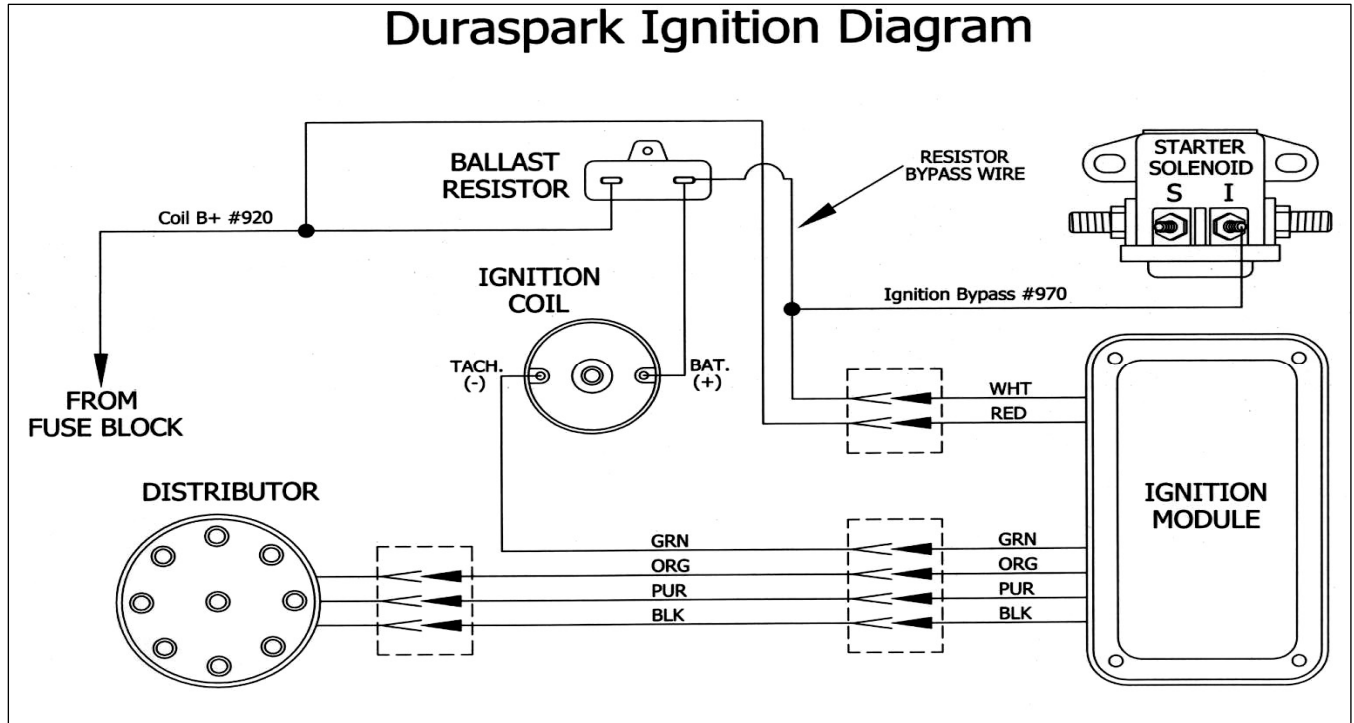 Duraspark Ignition Diagram
BALLAST
RESISTOR
RESISTOR
BYPASS WIRE
STARTER
SOLENOID
S I
Coil B+ #920
IGNITION
COIL
Ignition Bypass #970
TACH.
(-)
BAT.
(+)
FROM
FUSE BLOCK
WHT
RED
DISTRIBUTOR
IGNITION
MODULE
GRN
ORG
PUR
BLK
GRN
ORG
PUR
BLK